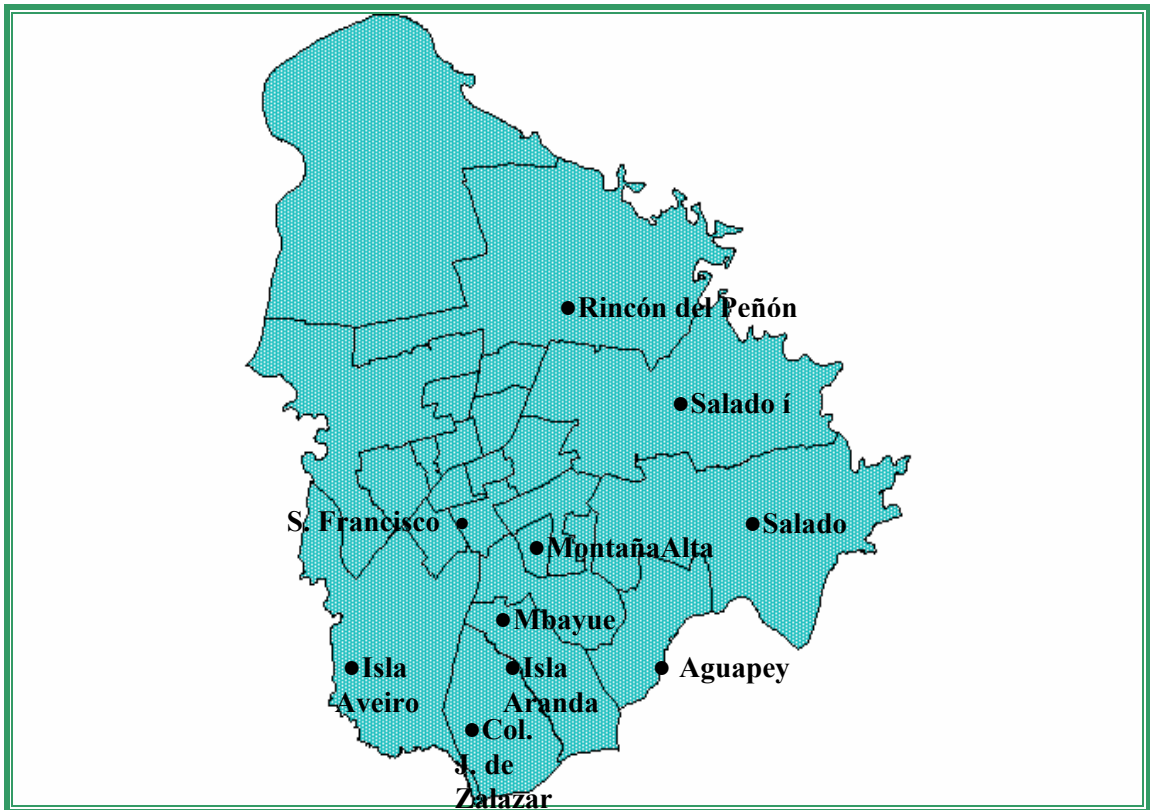 Rincón del Peñón
Salado í
S. Francisco
Salado
MontañaAlta
Mbayue
Isla
Aveiro
Isla
Aranda
Aguapey
Col.
J. de
Zalazar